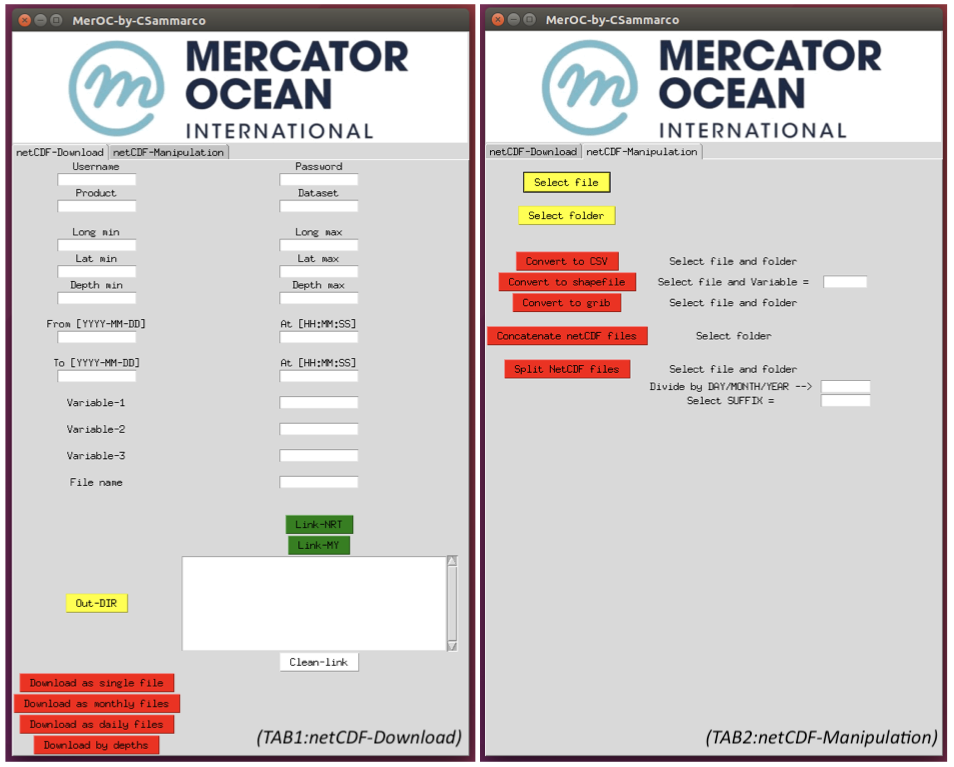 MerOC-by-CSammarco
MERCATOR
OCEAN
INTERNATIONAL
netCDF-Download netCDF-Manipulation
Username Password
Product Dataset
Long min Long max
Lat min Lat max
Depth min Depth max
From [YYYY-MM-DD] At [HH:MM:SS]
To [YYYY-MM-DD] At [HH:MM:SS]
Variable-1
Variable-2
Variable-3
File name
Link-NRT
Link-MY
Out-DIR
Clean-link
Download as single file
Download as monthly files
Download as daily files
Download by depths
(TAB1:netCDF-Download)
MerOC-by-CSammarco
MERCATOR
OCEAN
INTERNATIONAL
netCDF-Download netCDF-Manipulation
Select file
Select folder
Convert to CSV Select file and folder
Convert to shapefile Select file and Variable =
Convert to grib Select file and folder
Concatenate netCDF files Select folder
Split NetCDF files Select file and folder
Divide by DAY/MONTH/YEAR -->
Select SUFFIX =
(TAB2:netCDF-Manipulation)